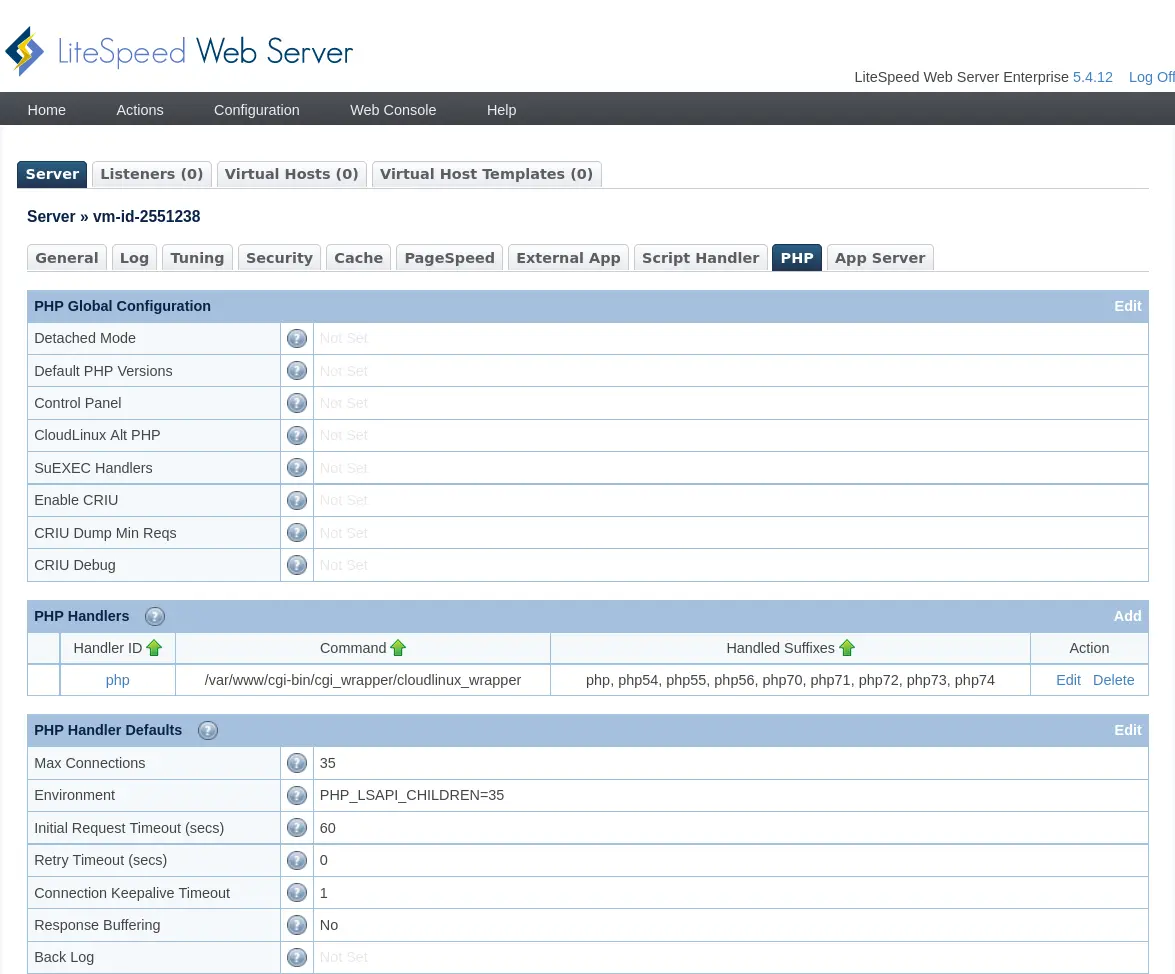 LiteSpeed Web Server
LiteSpeed Web Server Enterprise 5.4.12 Log Off
Home Actions Configuration Web Console Help
Server Listeners (0) Virtual Hosts (0) Virtual Host Templates (0)
Server » vm-id-2551238
General Log Tuning Security Cache PageSpeed External App Script Handler PHP App Server
PHP Global Configuration Edit
Detached Mode ? Not Set
Default PHP Versions ? Not Set
Control Panel ? Not Set
CloudLinux Alt PHP ? Not Set
SuEXEC Handlers ? Not Set
Enable CRIU ? Not Set
CRIU Dump Min Reqs ? Not Set
CRIU Debug ? Not Set
PHP Handlers ? Add
Handler ID Command Handled Suffixes Action
php /var/www/cgi-bin/cgi_wrapper/cloudlinux_wrapper php, php54, php55, php56, php70, php71, php72, php73, php74 Edit Delete
PHP Handler Defaults ? Edit
Max Connections ? 35
Environment ? PHP_LSAPI_CHILDREN=35
Initial Request Timeout (secs) ? 60
Retry Timeout (secs) ? 0
Connection Keepalive Timeout ? 1
Response Buffering ? No
Back Log ? Not Set